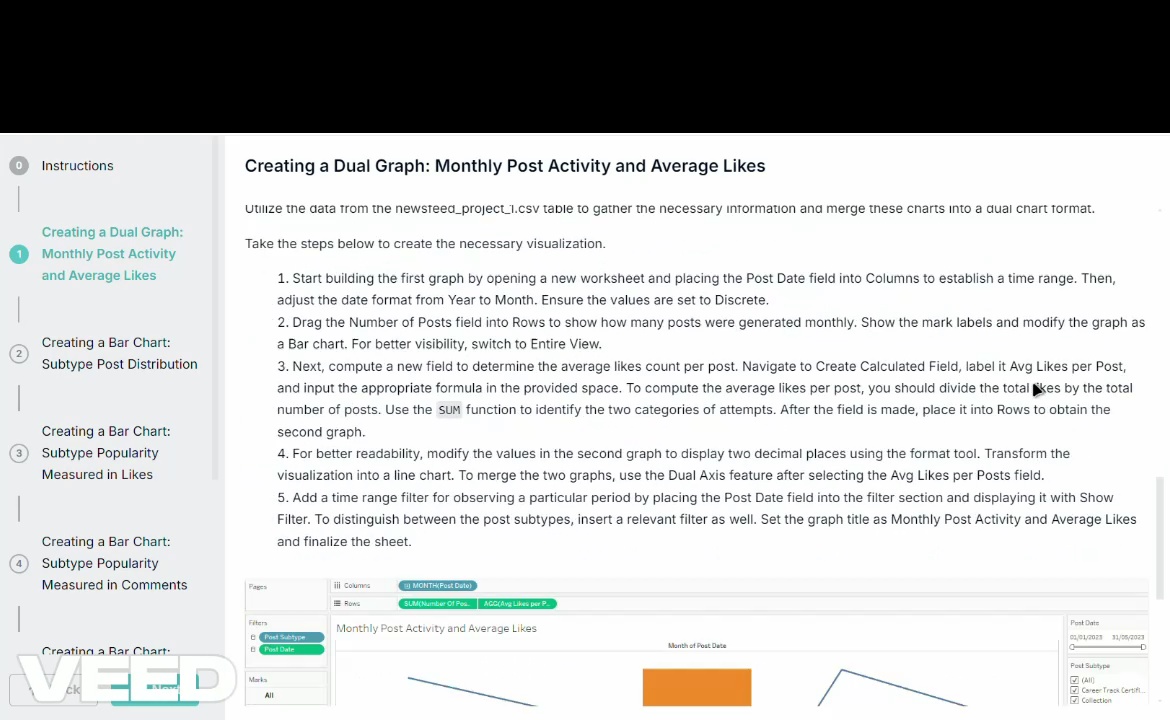 0 Instructions
1 Creating a Dual Graph:
Monthly Post Activity
and Average Likes
2 Creating a Bar Chart:
Subtype Post Distribution
3 Creating a Bar Chart:
Subtype Popularity
Measured in Likes
4 Creating a Bar Chart:
Subtype Popularity
Measured in Comments
Creating a Bar Chart:
VEED
Creating a Dual Graph: Monthly Post Activity and Average Likes
Utilize the data from the newsfeed_project_1.csv table to gather the necessary information and merge these charts into a dual chart format.
Take the steps below to create the necessary visualization.
1. Start building the first graph by opening a new worksheet and placing the Post Date field into Columns to establish a time range. Then,
adjust the date format from Year to Month. Ensure the values are set to Discrete.
2. Drag the Number of Posts field into Rows to show how many posts were generated monthly. Show the mark labels and modify the graph as
a Bar chart. For better visibility, switch to Entire View.
3. Next, compute a new field to determine the average likes count per post. Navigate to Create Calculated Field, label it Avg Likes per Post,
and input the appropriate formula in the provided space. To compute the average likes per post, you should divide the total likes by the total
number of posts. Use the SUM function to identify the two categories of attempts. After the field is made, place it into Rows to obtain the
second graph.
4. For better readability, modify the values in the second graph to display two decimal places using the format tool. Transform the
visualization into a line chart. To merge the two graphs, use the Dual Axis feature after selecting the Avg Likes per Posts field.
5. Add a time range filter for observing a particular period by placing the Post Date field into the filter section and displaying it with Show
Filter. To distinguish between the post subtypes, insert a relevant filter as well. Set the graph title as Monthly Post Activity and Average Likes
and finalize the sheet.
Pages
Columns MONTH(Post Date)
Rows SUM(Number Of Pos.. AGG(Avg Likes per P..
Filters
Post Subtype
Post Date
Marks
All
Monthly Post Activity and Average Likes
Month of Post Date
Post Date
01/01/2023 31/05/2023
Post Subtype
(All)
Career Track Certifi...
Collection